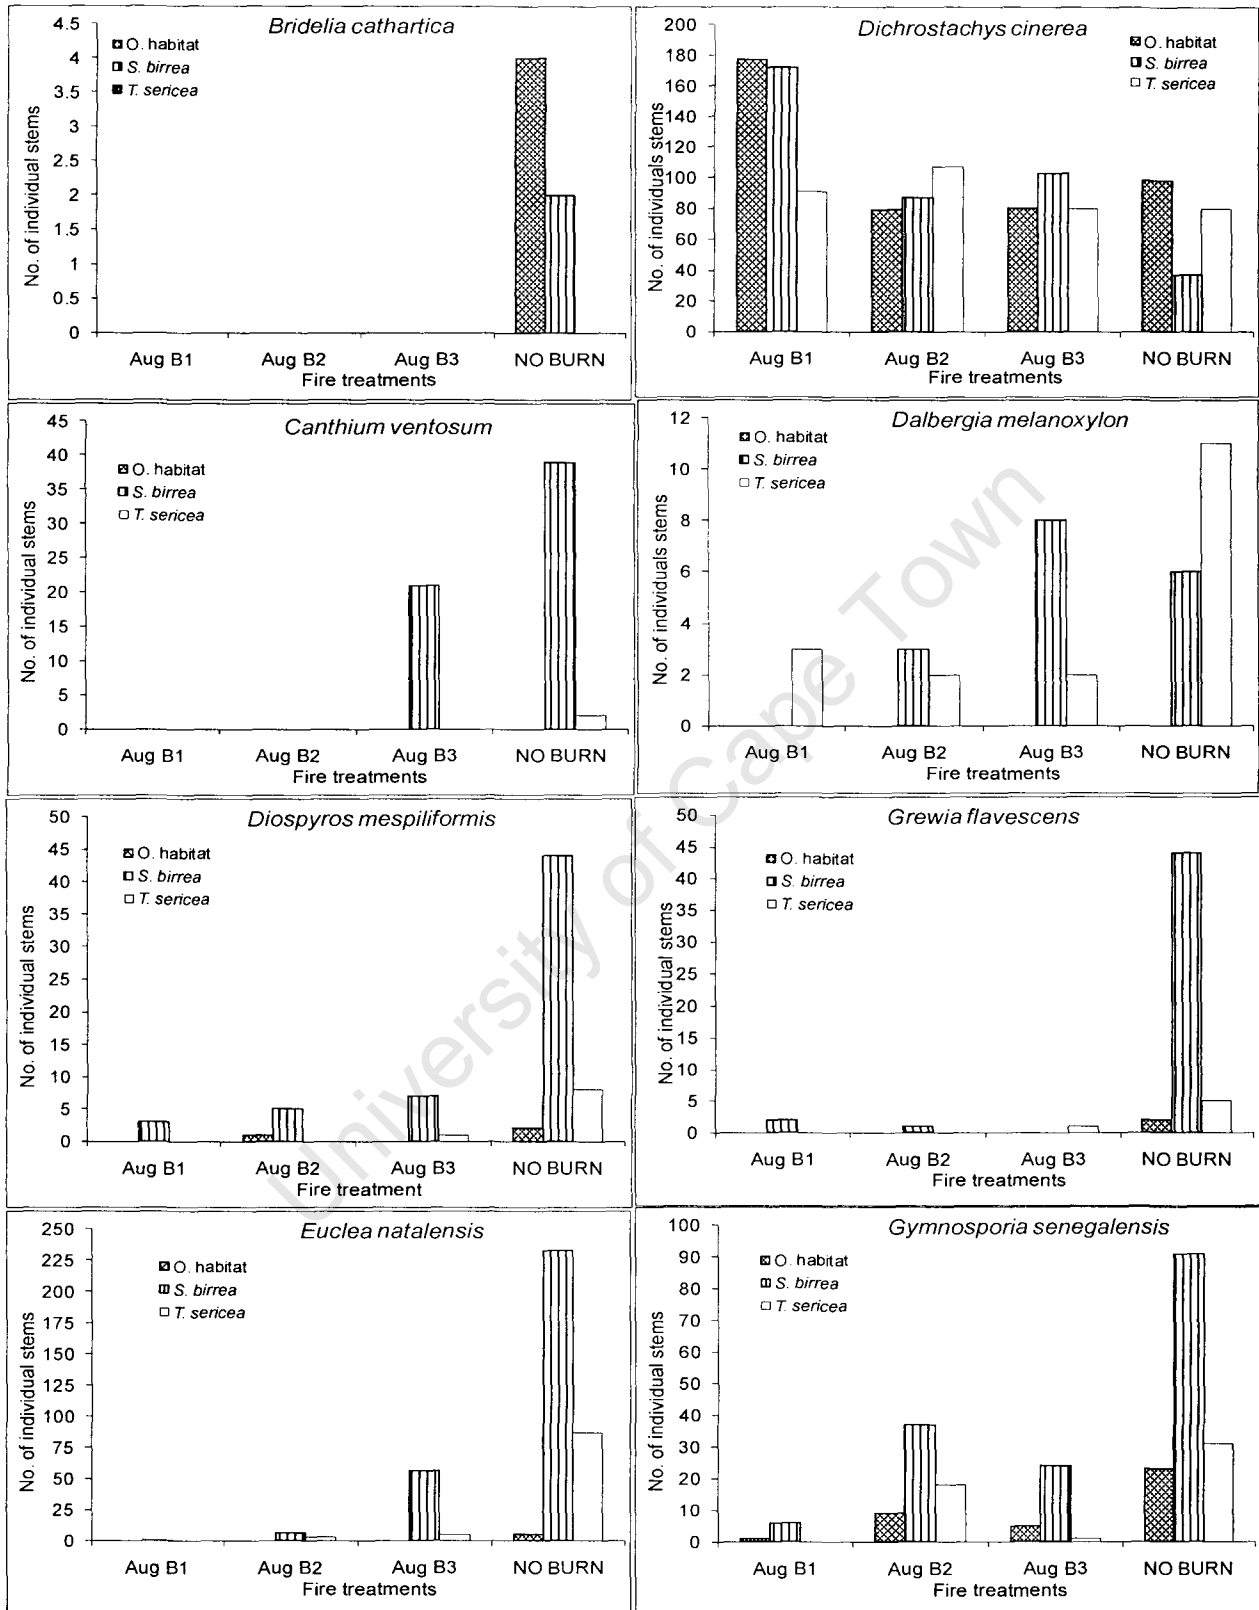 Bridelia cathartica
O. habitat
S. birrea
T. sericea
No. of individual stems
4.5
4
3.5
3
2.5
2
1.5
1
0.5
0
Aug B1 Aug B2 Aug B3 NO BURN
Fire treatments
Dichrostachys cinerea
O. habitat
S. birrea
T. sericea
No. of individuals stems
200
180
160
140
120
100
80
60
40
20
0
Aug B1 Aug B2 Aug B3 NO BURN
Fire treatments
Canthium ventosum
O. habitat
S. birrea
T. sericea
No. of individual stems
45
40
35
30
25
20
15
10
5
0
Aug B1 Aug B2 Aug B3 NO BURN
Fire treatments
Dalbergia melanoxylon
O. habitat
S. birrea
T. sericea
No. of individuals stems
12
10
8
6
4
2
0
Aug B1 Aug B2 Aug B3 NO BURN
Fire treatments
Diospyros mespiliformis
O. habitat
S. birrea
T. sericea
No. of individual stems
50
45
40
35
30
25
20
15
10
5
0
Aug B1 Aug B2 Aug B3 NO BURN
Fire treatment
Grewia flavescens
O. habitat
S. birrea
T. sericea
No. of individual stems
50
45
40
35
30
25
20
15
10
5
0
Aug B1 Aug B2 Aug B3 NO BURN
Fire treatments
Euclea natalensis
O. habitat
S. birrea
T. sericea
No. of individual stems
250
225
200
175
150
125
100
75
50
25
0
Aug B1 Aug B2 Aug B3 NO BURN
Fire treatments
Gymnosporia senegalensis
O. habitat
S. birrea
T. sericea
No. of individual stems
100
90
80
70
60
50
40
30
20
10
0
Aug B1 Aug B2 Aug B3 NO BURN
Fire treatments
University of Cape Town